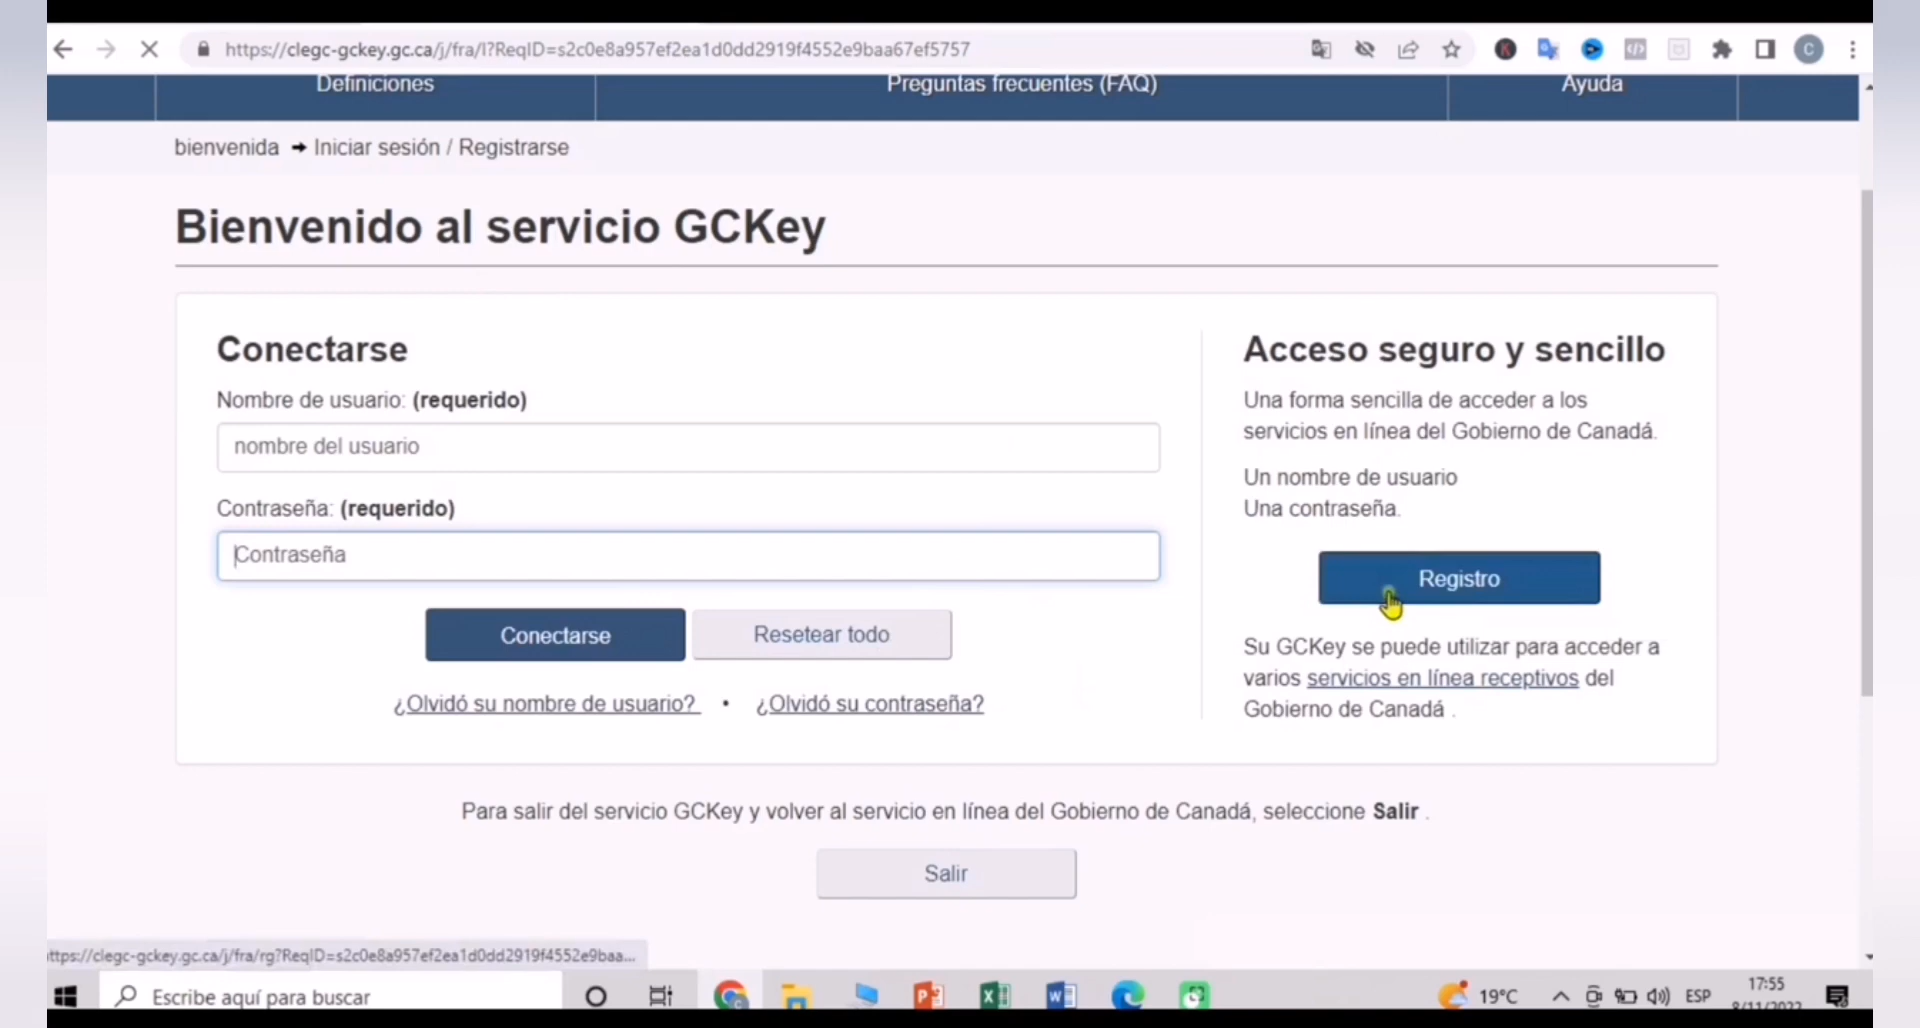 https://clegc-gckey.gc.ca/j/fra/l?ReqID=s2c0e8a957ef2ea1d0dd2919f4552e9baa67ef5757
C
Definiciones
Preguntas frecuentes (FAQ)
Ayuda
bienvenida ➞ Iniciar sesión / Registrarse
Bienvenido al servicio GCKey
Conectarse
Nombre de usuario: (requerido)
nombre del usuario
Contraseña: (requerido)
Contraseña
Conectarse
Resetear todo
¿Olvidó su nombre de usuario? • ¿Olvidó su contraseña?
Acceso seguro y sencillo
Una forma sencilla de acceder a los
servicios en línea del Gobierno de Canadá.
Un nombre de usuario
Una contraseña.
Registro
Su GCKey se puede utilizar para acceder a
varios servicios en línea receptivos del
Gobierno de Canadá .
Para salir del servicio GCKey y volver al servicio en línea del Gobierno de Canadá, seleccione Salir .
Salir
ttps://clegc-gckey.gc.ca/j/fra/rg?ReqID=s2c0e8a957ef2ea1d0dd2919f4552e9baa...
Escribe aquí para buscar
19°C
ESP
17:55
8/11/2022